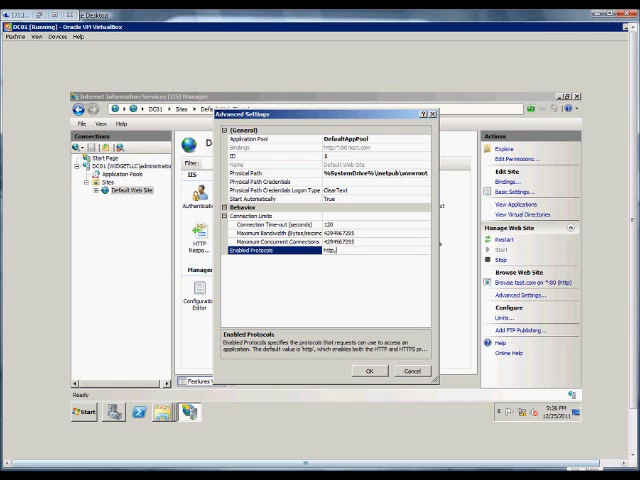 173.1...
e Desktop
DC01 [Running] - Oracle VM VirtualBox
Machine View Devices Help
Internet Information Services (IIS) Manager
DC01
Sites
File View Help
Connections
Start Page
DC01 (WIDGETLLC\administrator
Application Pools
Sites
Default Web Site
Filter:
IIS
Authentication
HTTP
Respo...
Configuration
Editor
Features V
Advanced Settings
(General)
Application Pool DefaultAppPool
Bindings http:*:80:test.com
ID 1
Name Default Web Site
Physical Path %SystemDrive%\inetpub\wwwroot
Physical Path Credentials
Physical Path Credentials Logon Type ClearText
Start Automatically True
Behavior
Connection Limits
Connection Time-out (seconds) 120
Maximum Bandwidth (Bytes/second 4294967295
Maximum Concurrent Connections 4294967295
Enabled Protocols http,
Enabled Protocols
Enabled Protocols specifies the protocols that requests can use to access an
application. The default value is 'http', which enables both the HTTP and HTTPS pr...
OK Cancel
Actions
Explore
Edit Permissions...
Edit Site
Bindings...
Basic Settings...
View Applications
View Virtual Directories
Manage Web Site
Restart
Start
Stop
Browse Web Site
Browse test.com on *:80 (http)
Advanced Settings...
Configure
Limits...
Add FTP Publishing...
Help
Online Help
Ready
Start
9:36 PM
12/25/2011